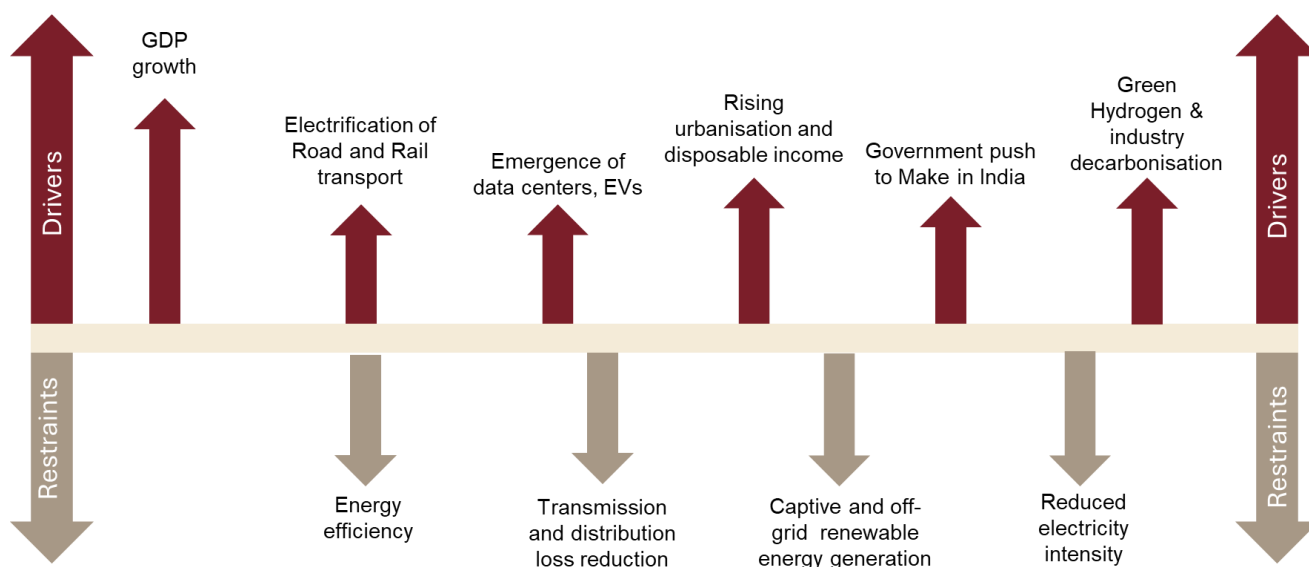 Drivers
GDP
growth
Electrification of
Road and Rail
transport
Emergence of
data centers, EVs
Rising
urbanisation and
disposable income
Government push
to Make in India
Green
Hydrogen &
industry
decarbonisation
Drivers
Restraints
Energy
efficiency
Transmission
and distribution
loss reduction
Captive and off-
grid renewable
energy generation
Reduced
electricity
intensity
Restraints